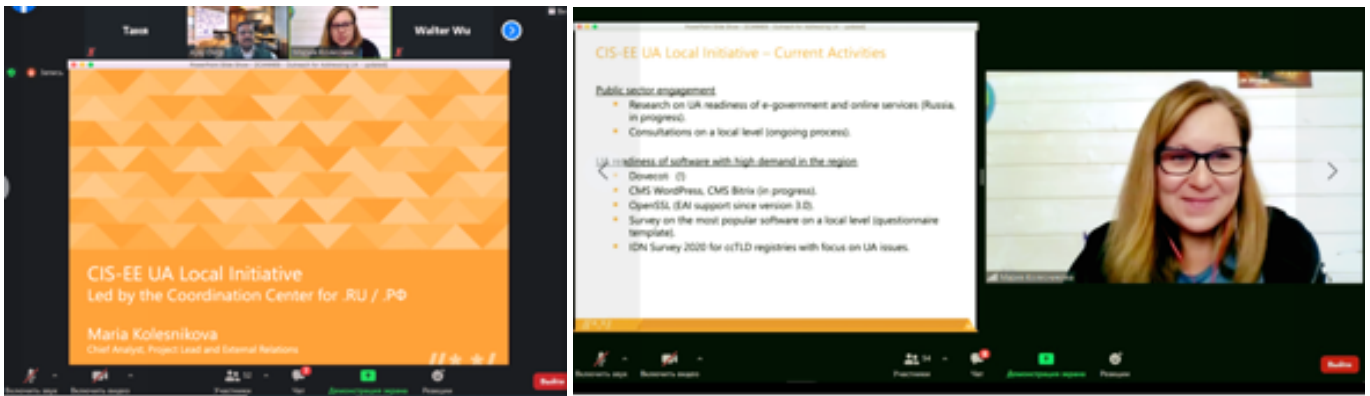 Таня
Walter Wu
Запись
CIS-EE UA Local Initiative
Led by the Coordination Center for .RU / .РФ
Maria Kolesnikova
Chief Analyst, Project Lead and External Relations
Включить звук
Включить видео
Участники
52
Чат
Демонстрация экрана
Реакции
Выйти
CIS-EE UA Local Initiative – Current Activities
Public sector engagement
Research on UA readiness of e-government and online services (Russia,
in progress).
Consultations on a local level (ongoing process).
UA readiness of software with high demand in the region
Dovecot (!)
CMS WordPress, CMS Bitrix (in progress).
OpenSSL (EAI support since version 3.0).
Survey on the most popular software on a local level (questionnaire
template).
IDN Survey 2020 for ccTLD registries with focus on UA issues.
Мария Колесникова
Включить звук
Включить видео
54
Участники
Чат
Демонстрация экрана
Реакции
Выйти